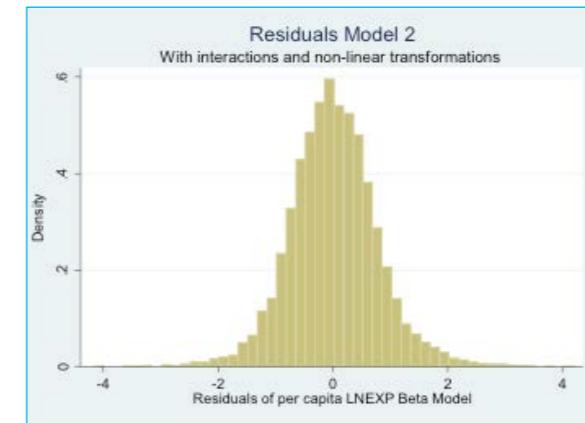 Residuals Model 2
With interactions and non-linear transformations
Density
.6
.4
.2
0
-4 -2 0 2 4
Residuals of per capita LNEXP Beta Model